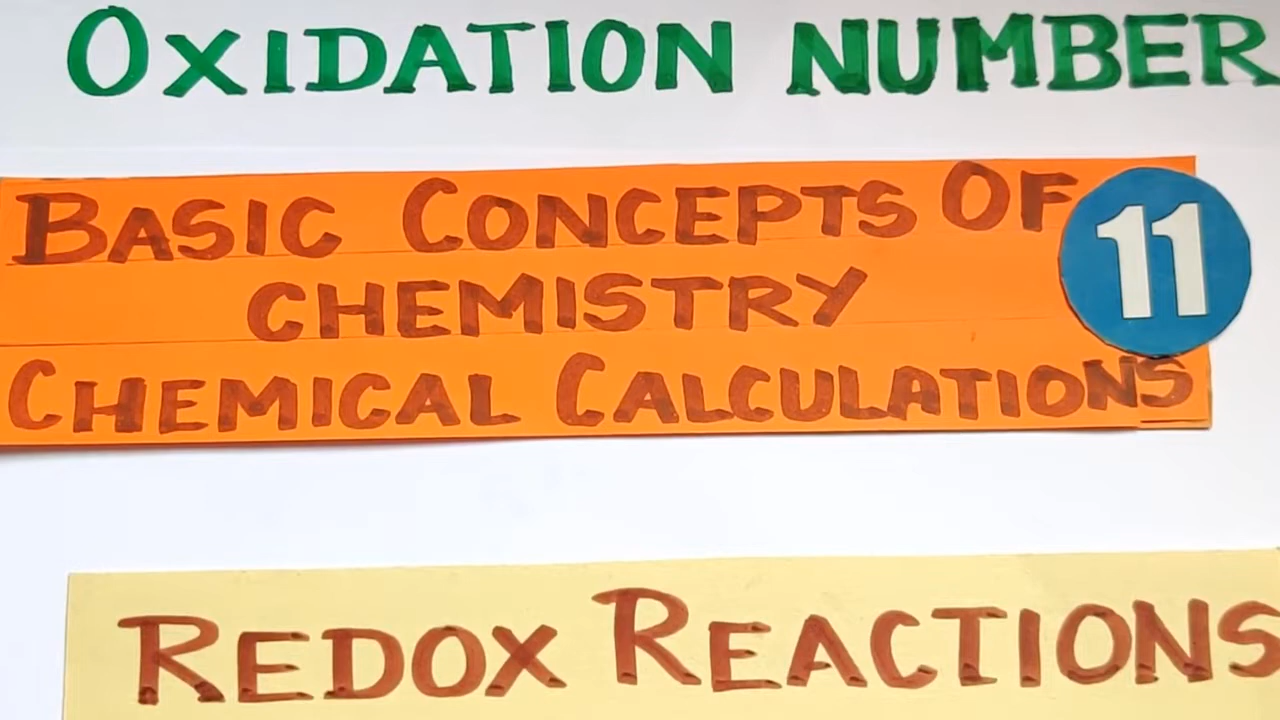 OXIDATION NUMBER
BASIC CONCEPTS OF
CHEMISTRY
CHEMICAL CALCULATIONS
11
REDOX REACTIONS